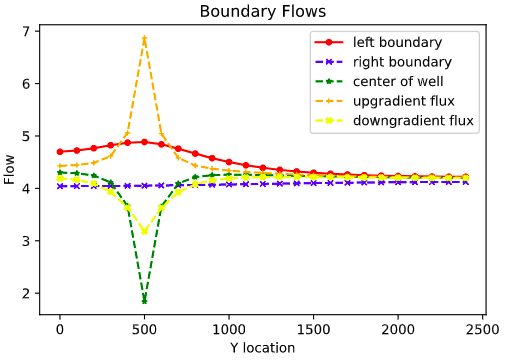 Boundary Flows
left boundary
right boundary
center of well
upgradient flux
downgradient flux
7
6
5
4
3
2
Flow
0 500 1000 1500 2000 2500
Y location